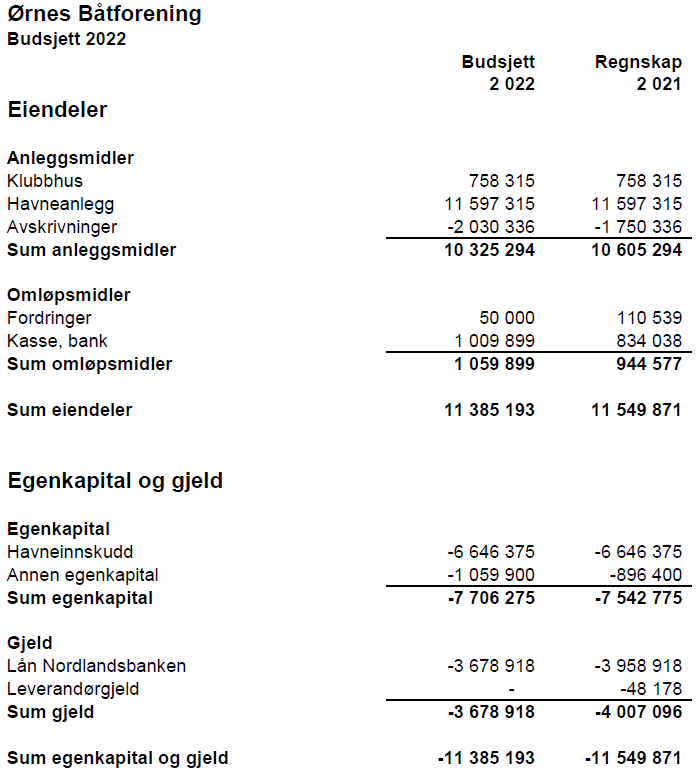 Ørnes Båtforening
Budsjett 2022
Budsjett Regnskap
2 022 2 021
Eiendeler
Anleggsmidler
Klubbhus 758 315 758 315
Havneanlegg 11 597 315 11 597 315
Avskrivninger -2 030 336 -1 750 336
Sum anleggsmidler 10 325 294 10 605 294
Omløpsmidler
Fordringer 50 000 110 539
Kasse, bank 1 009 899 834 038
Sum omløpsmidler 1 059 899 944 577
Sum eiendeler 11 385 193 11 549 871
Egenkapital og gjeld
Egenkapital
Havneinnskudd -6 646 375 -6 646 375
Annen egenkapital -1 059 900 -896 400
Sum egenkapital -7 706 275 -7 542 775
Gjeld
Lån Nordlandsbanken -3 678 918 -3 958 918
Leverandørgjeld - -48 178
Sum gjeld -3 678 918 -4 007 096
Sum egenkapital og gjeld -11 385 193 -11 549 871